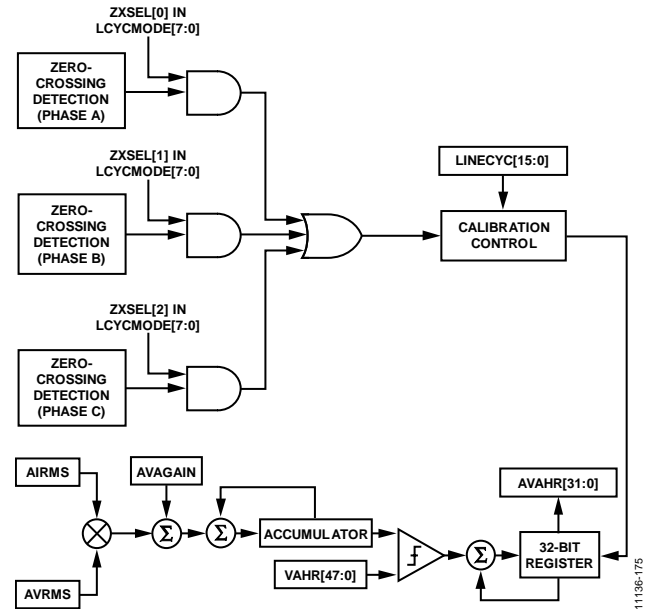 ZXSEL[0] IN
LCYCMODE[7:0]
ZERO-
CROSSING
DETECTION
(PHASE A)
ZXSEL[1] IN
LCYCMODE[7:0]
ZERO-
CROSSING
DETECTION
(PHASE B)
ZXSEL[2] IN
LCYCMODE[7:0]
ZERO-
CROSSING
DETECTION
(PHASE C)
LINECYC[15:0]
CALIBRATION
CONTROL
AIRMS
AVRMS
AVAGAIN
Σ
Σ
ACCUMULATOR
VAHR[47:0]
Σ
AVAHR[31:0]
32-BIT
REGISTER
11136-175